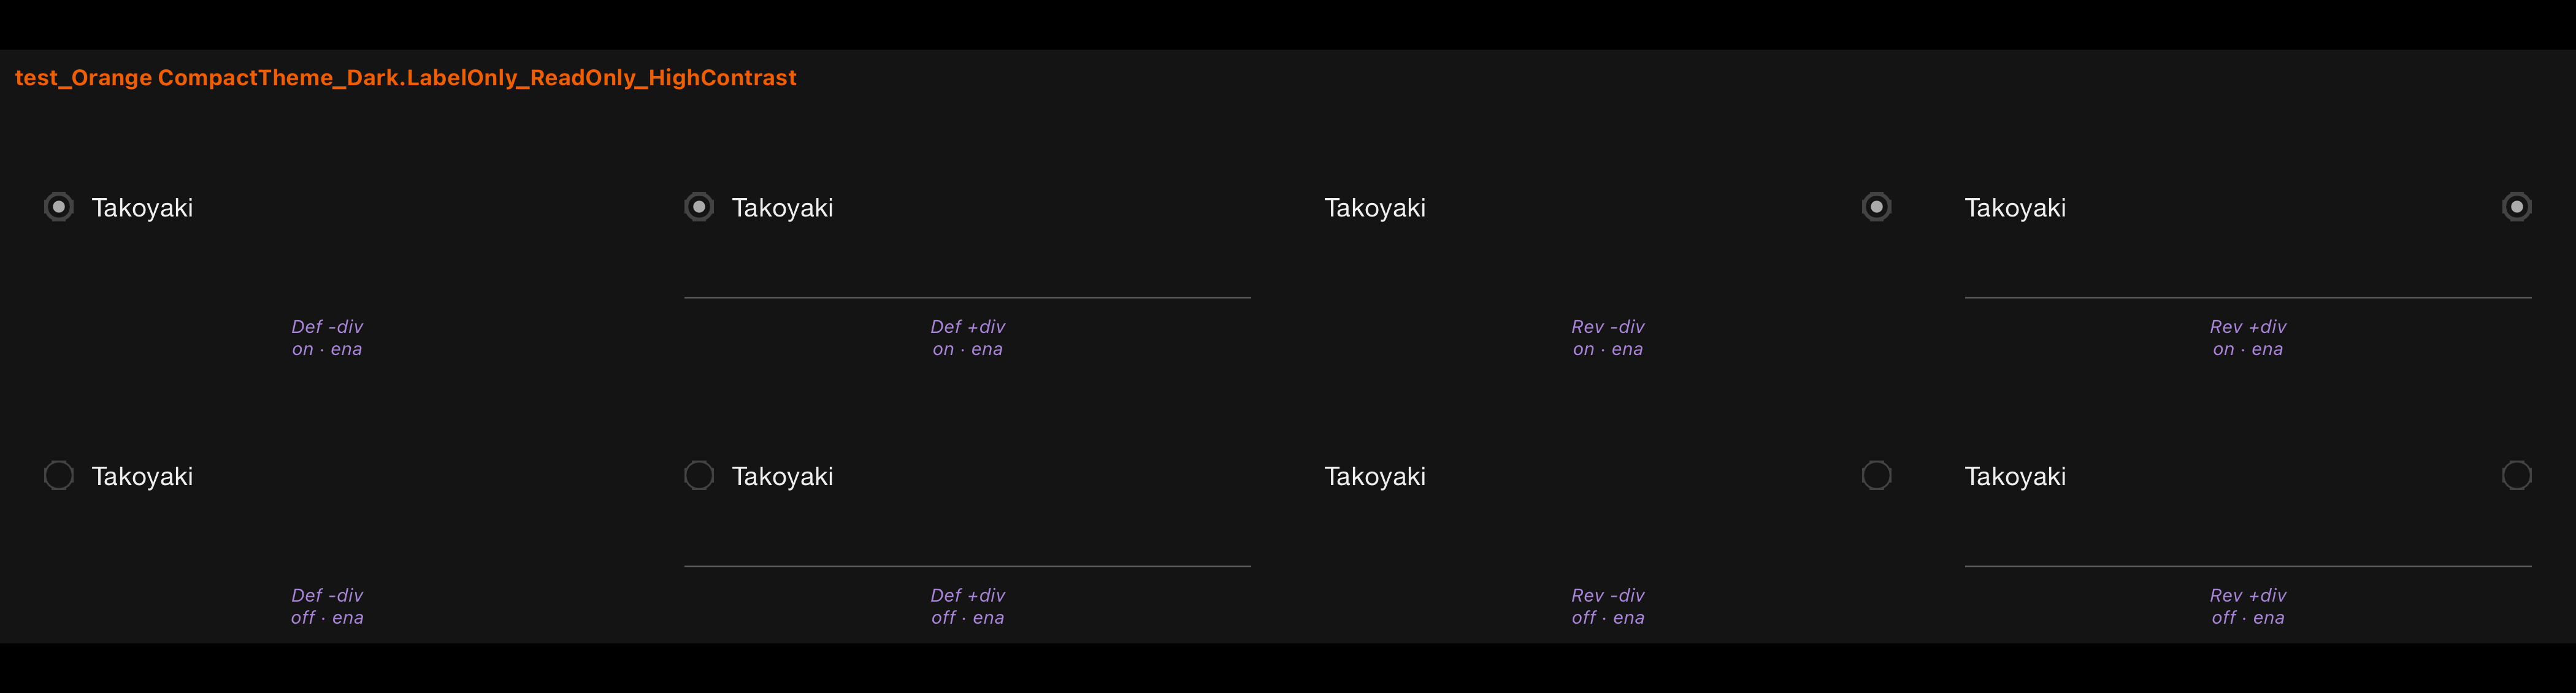 test_Orange CompactTheme_Dark.LabelOnly_ReadOnly_HighContrast
Takoyaki
Takoyaki
Takoyaki
Takoyaki
Def -div
on · ena
Def +div
on · ena
Rev -div
on · ena
Rev +div
on · ena
Takoyaki
Takoyaki
Takoyaki
Takoyaki
Def -div
off · ena
Def +div
off · ena
Rev -div
off · ena
Rev +div
off · ena